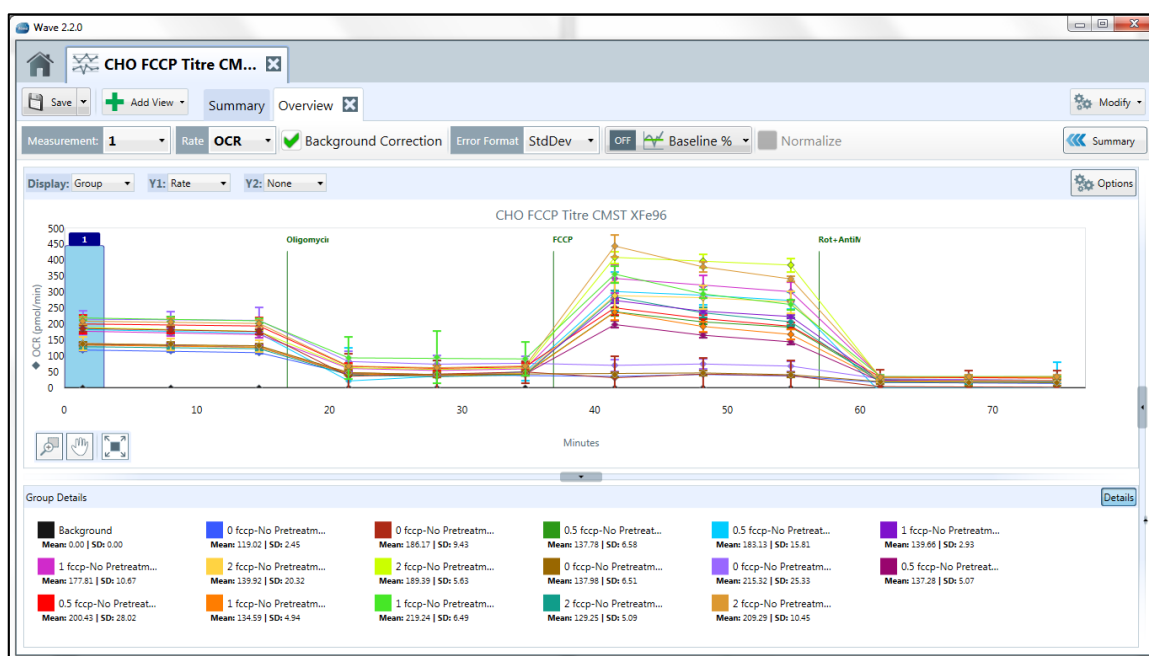 Wave 2.2.0
CHO FCCP Titre CM...
Save Add View Summary Overview Modify
Measurement: 1 Rate OCR Background Correction Error Format StdDev OFF Baseline % Normalize Summary
Display: Group Y1: Rate Y2: None Options
CHO FCCP Titre CMST XFe96
500
450
400
350
300
250
200
150
100
50
0
OCR (pmol/min)
1
Oligomycin
FCCP
Rot+AntiM
0 10 20 30 40 50 60 70
Minutes
Group Details Details
Background 0 fccp-No Pretreatm... 0 fccp-No Pretreatm... 0.5 fccp-No Pretreat... 0.5 fccp-No Pretreat... 1 fccp-No Pretreatm...
Mean: 0.00 | SD: 0.00 Mean: 119.02 | SD: 2.45 Mean: 186.17 | SD: 9.43 Mean: 137.78 | SD: 6.58 Mean: 183.13 | SD: 15.81 Mean: 139.66 | SD: 2.93
1 fccp-No Pretreatm... 2 fccp-No Pretreatm... 2 fccp-No Pretreatm... 0 fccp-No Pretreatm... 0 fccp-No Pretreatm... 0.5 fccp-No Pretreat...
Mean: 177.81 | SD: 10.67 Mean: 139.92 | SD: 20.32 Mean: 189.39 | SD: 5.63 Mean: 137.98 | SD: 6.51 Mean: 215.32 | SD: 25.33 Mean: 137.28 | SD: 5.07
0.5 fccp-No Pretreat... 1 fccp-No Pretreatm... 1 fccp-No Pretreatm... 2 fccp-No Pretreatm... 2 fccp-No Pretreatm...
Mean: 200.43 | SD: 28.02 Mean: 134.59 | SD: 4.94 Mean: 219.24 | SD: 6.49 Mean: 129.25 | SD: 5.09 Mean: 209.29 | SD: 10.45